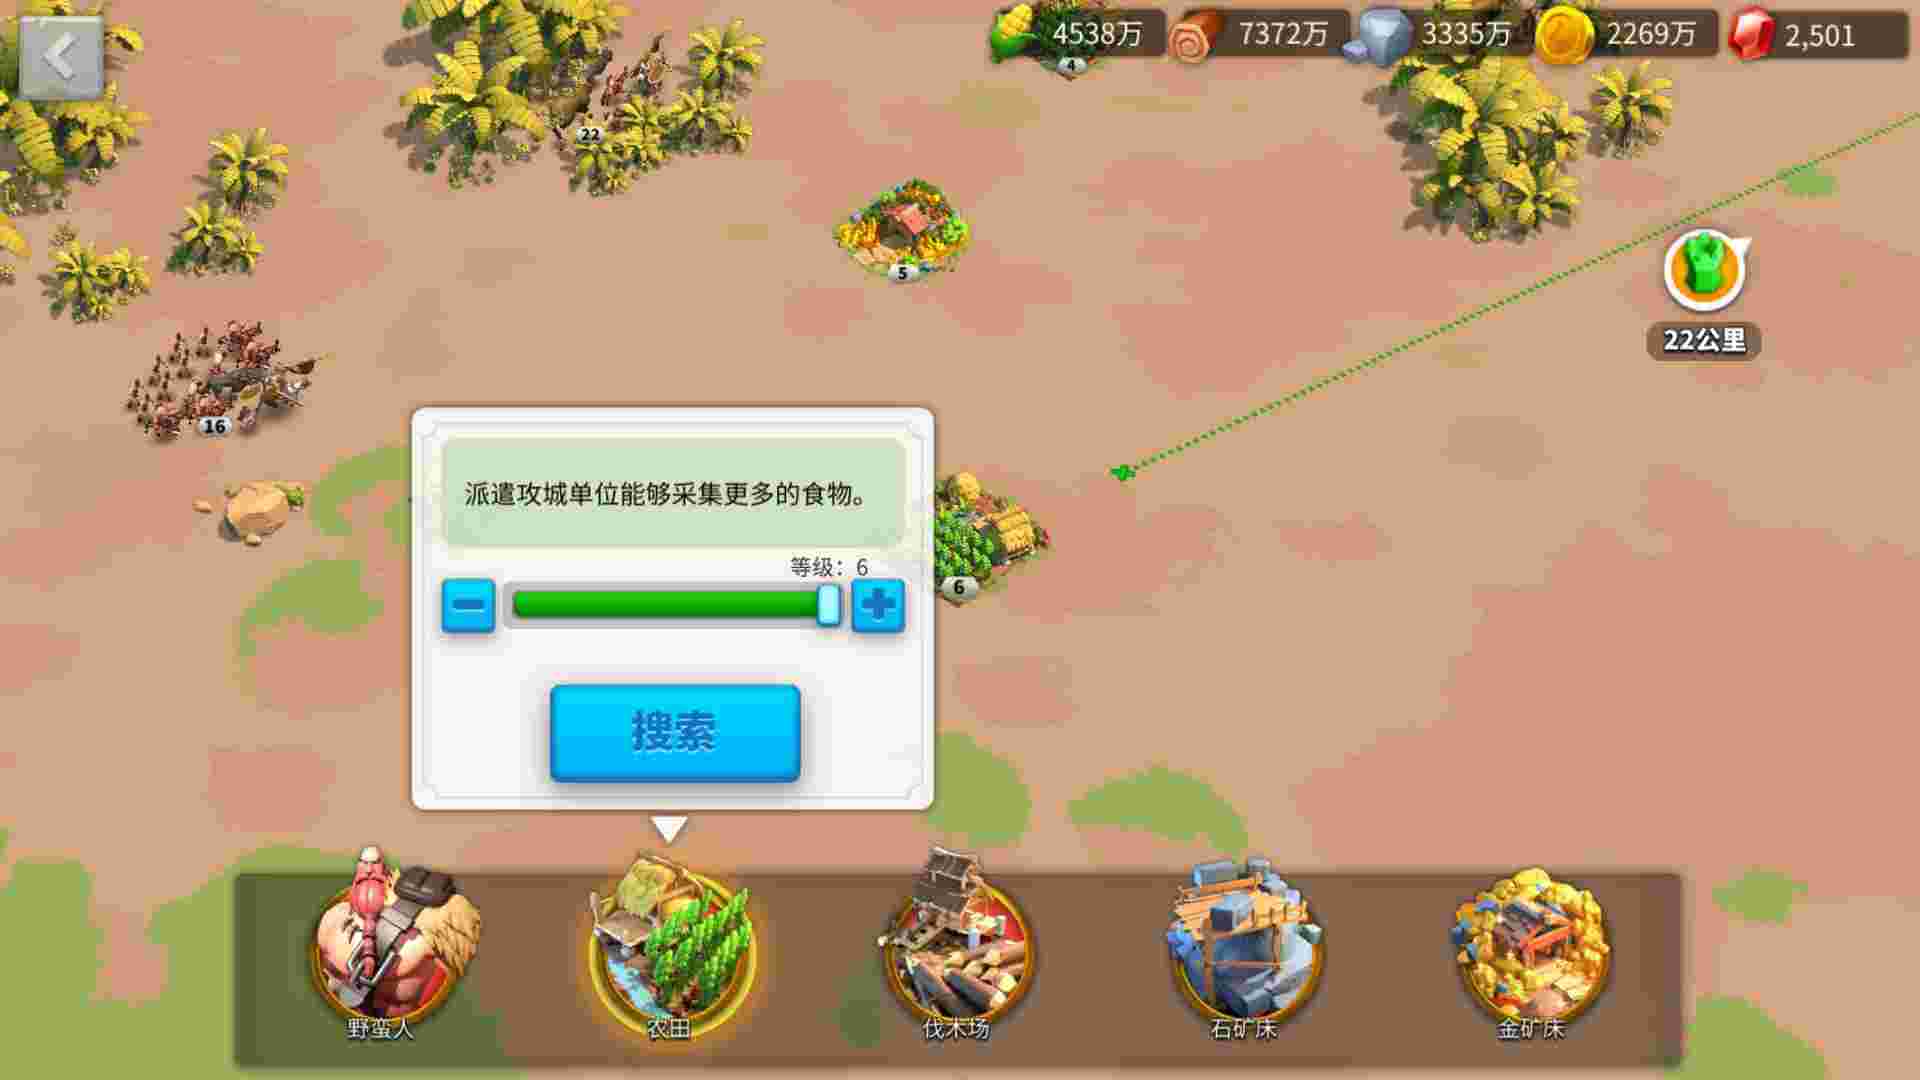 4538万
7372万
3335万
2269万
2,501
4
22
5
22公里
16
派遣攻城单位能够采集更多的食物。
等级：6
6
搜索
野蛮人
农田
伐木场
石矿床
金矿床